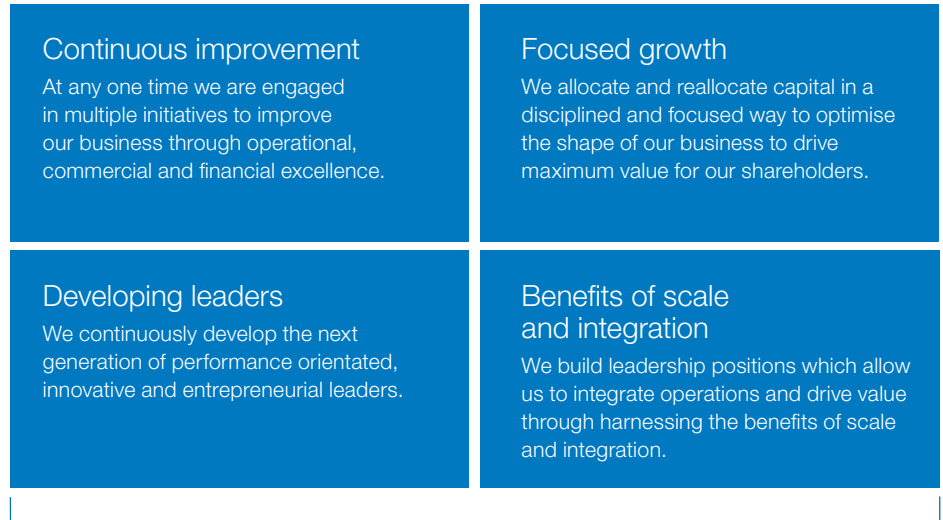 Continuous improvement
At any one time we are engaged
in multiple initiatives to improve
our business through operational,
commercial and financial excellence.
Focused growth
We allocate and reallocate capital in a
disciplined and focused way to optimise
the shape of our business to drive
maximum value for our shareholders.
Developing leaders
We continuously develop the next
generation of performance orientated,
innovative and entrepreneurial leaders.
Benefits of scale
and integration
We build leadership positions which allow
us to integrate operations and drive value
through harnessing the benefits of scale
and integration.